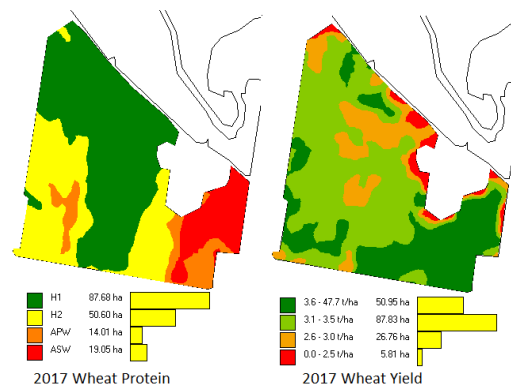 H1 87.68 ha
H2 50.60 ha
APW 14.01 ha
ASW 19.05 ha
2017 Wheat Protein
3.6 - 47.7 t/ha 50.95 ha
3.1 - 3.5 t/ha 87.83 ha
2.6 - 3.0 t/ha 26.76 ha
0.0 - 2.5 t/ha 5.81 ha
2017 Wheat Yield